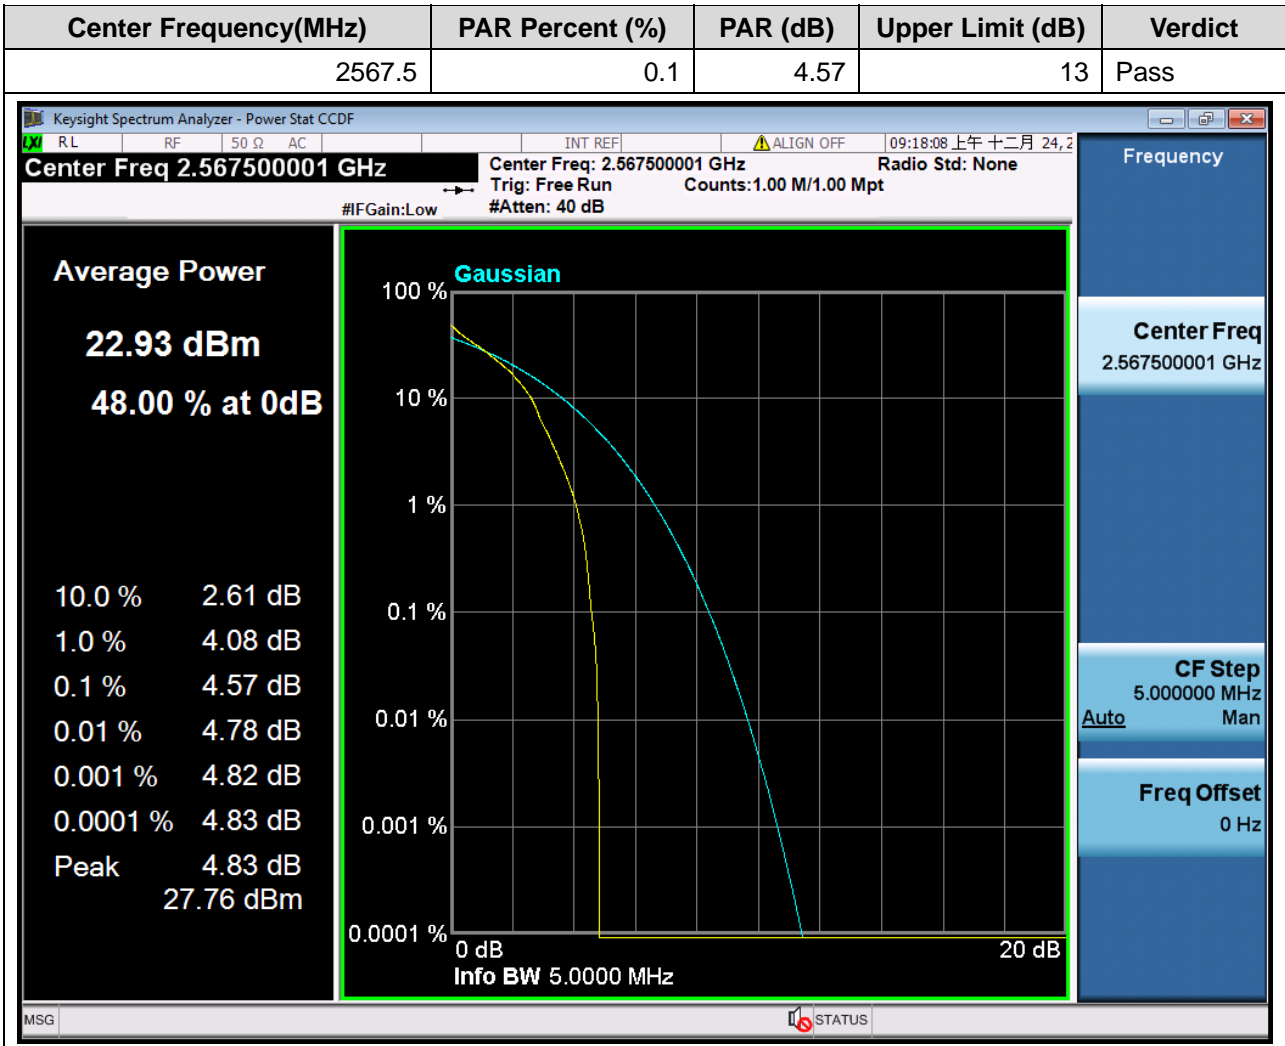 Center Frequency(MHz) PAR Percent (%) PAR (dB) Upper Limit (dB) Verdict
2567.5 0.1 4.57 13 Pass
Keysight Spectrum Analyzer - Power Stat CCDF
LXI RL RF 50 Ω AC INT REF ALIGN OFF 09:18:08 上午 十二月 24, 2
Center Freq 2.567500001 GHz
Center Freq: 2.567500001 GHz Radio Std: None
Trig: Free Run Counts:1.00 M/1.00 Mpt
#IFGain:Low #Atten: 40 dB
Average Power
22.93 dBm
48.00 % at 0dB
10.0 % 2.61 dB
1.0 % 4.08 dB
0.1 % 4.57 dB
0.01 % 4.78 dB
0.001 % 4.82 dB
0.0001 % 4.83 dB
Peak 4.83 dB
27.76 dBm
Gaussian
100 %
10 %
1 %
0.1 %
0.01 %
0.001 %
0.0001 %
0 dB 20 dB
Info BW 5.0000 MHz
Frequency
Center Freq
2.567500001 GHz
CF Step
5.000000 MHz
Auto Man
Freq Offset
0 Hz
MSG STATUS